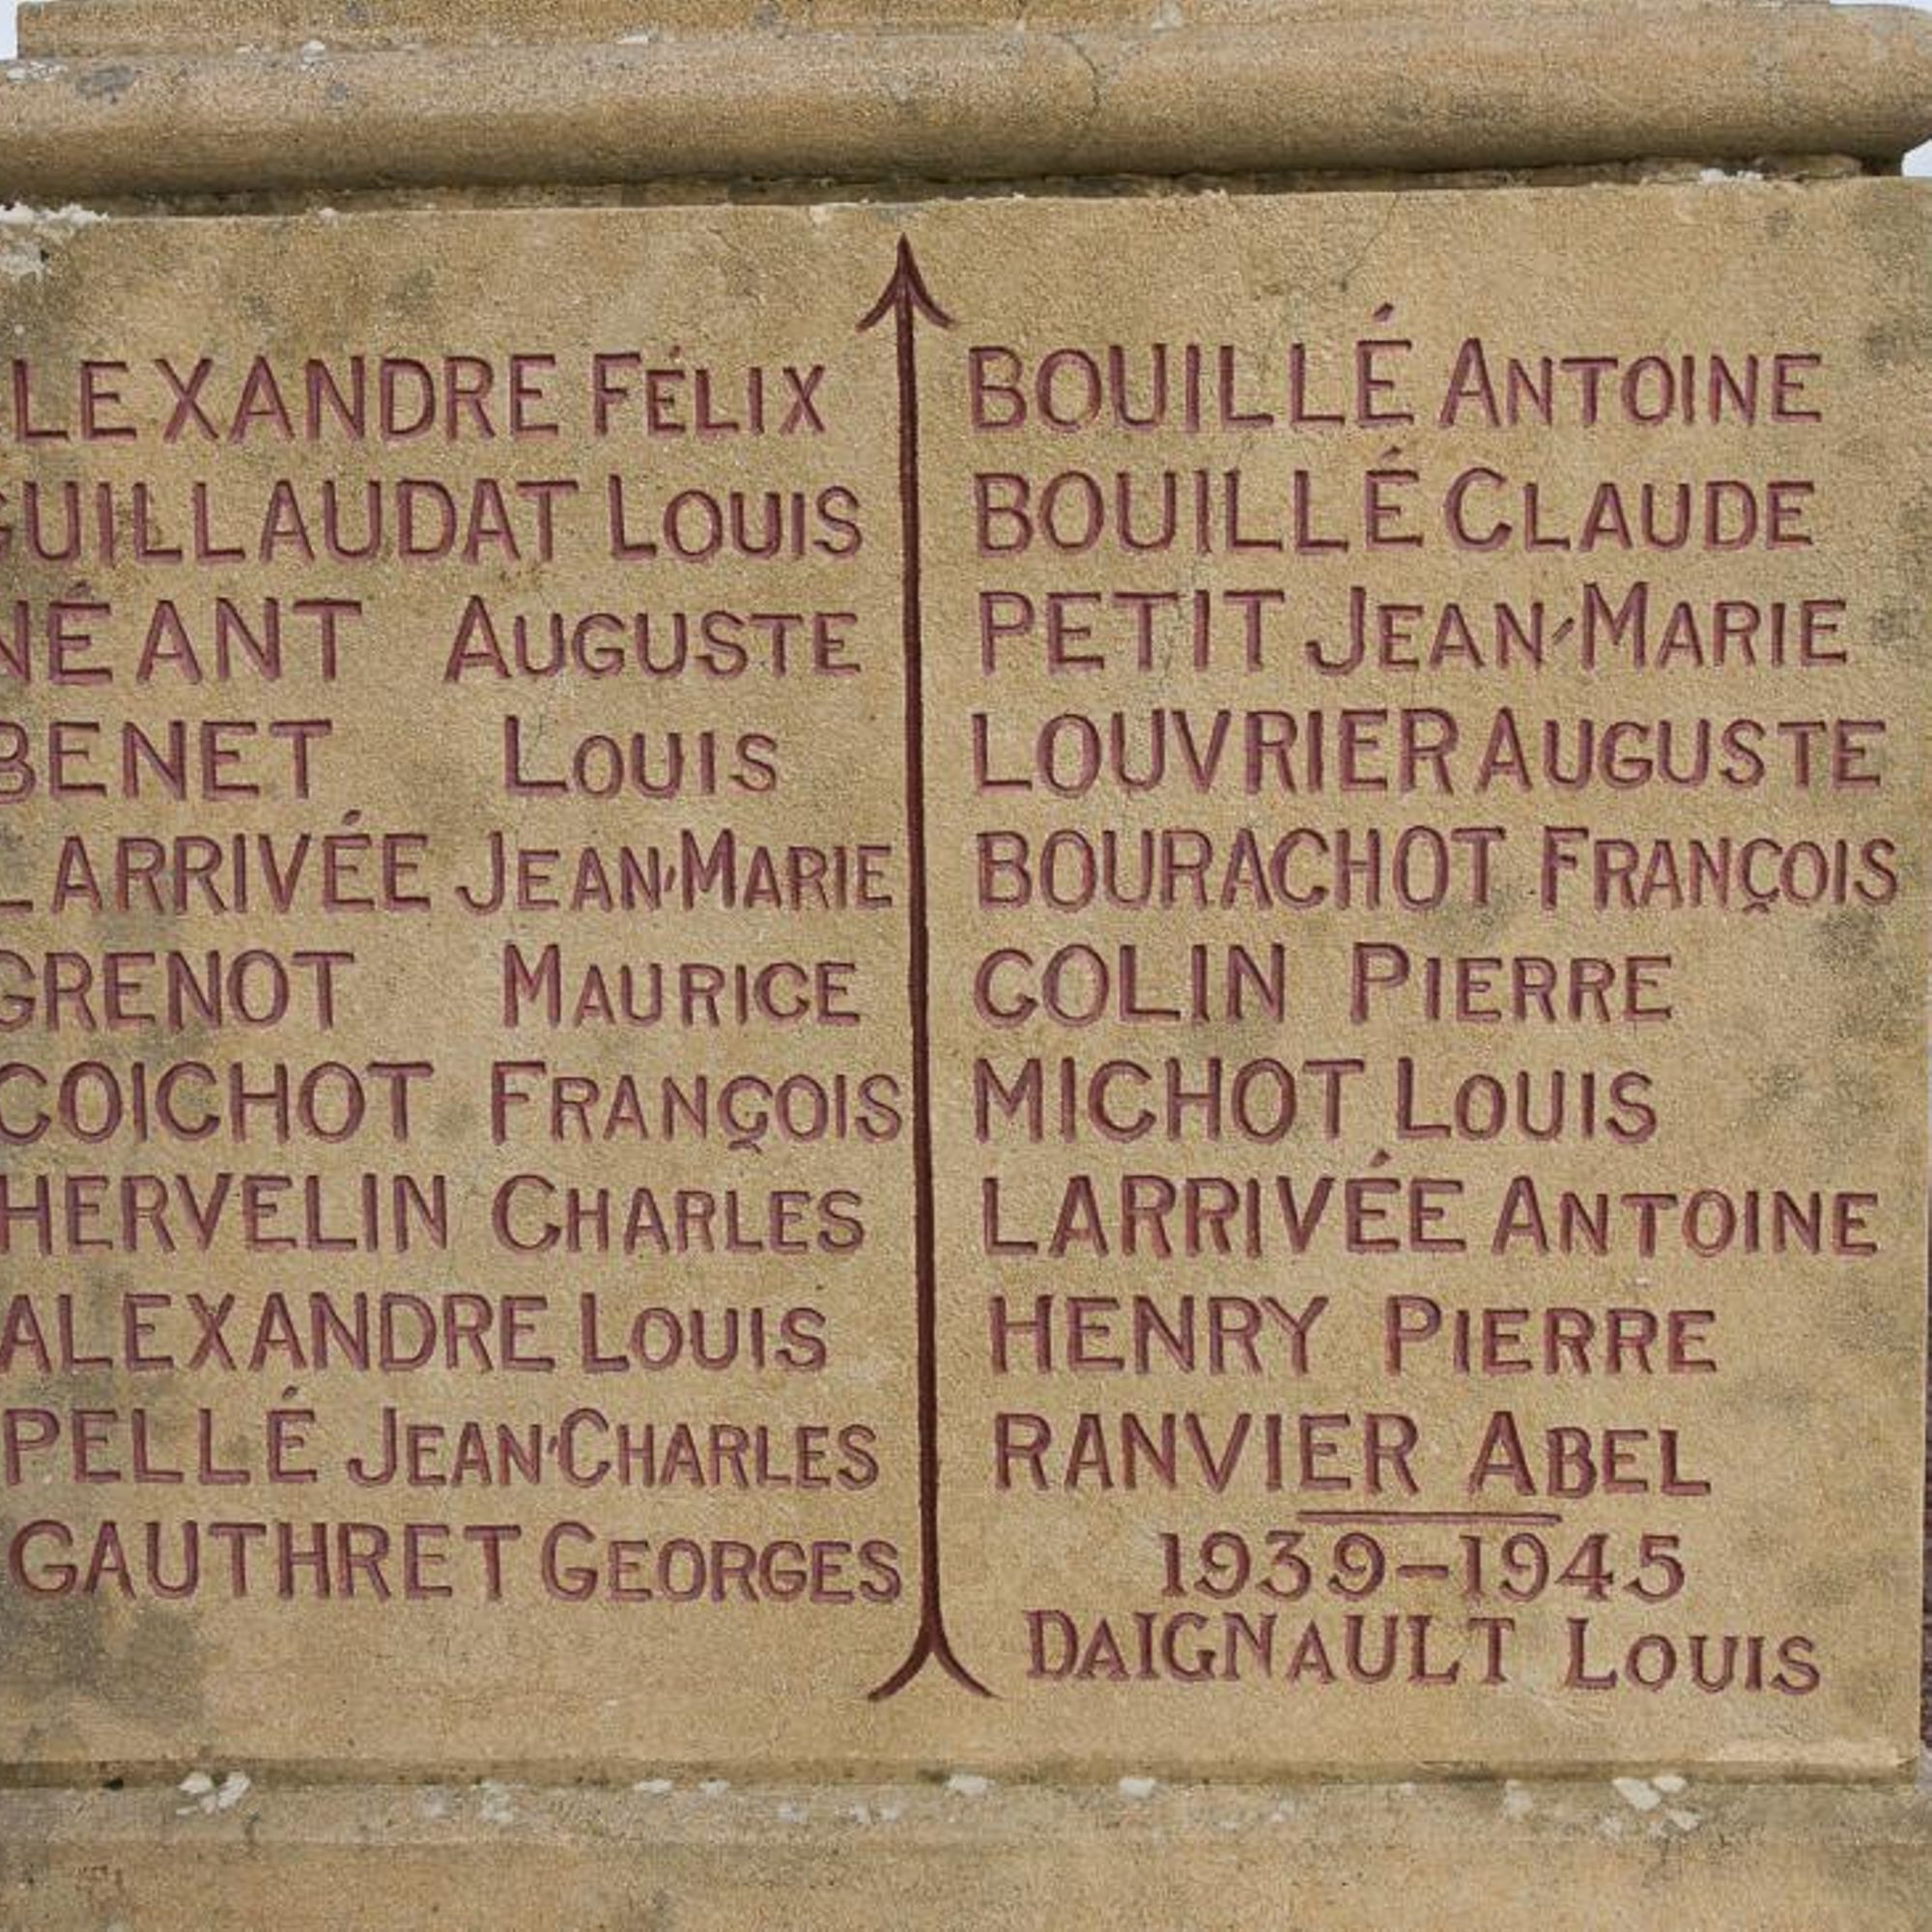 LEXANDRE FÉLIX
GUILLAUDAT LOUIS
NÉANT AUGUSTE
BENET LOUIS
LARRIVÉE JEAN-MARIE
GRENOT MAURICE
COICHOT FRANÇOIS
HERVELIN CHARLES
ALEXANDRE LOUIS
PELLÉ JEAN-CHARLES
GAUTHRET GEORGES
BOUILLÉ ANTOINE
BOUILLÉ CLAUDE
PETIT JEAN-MARIE
LOUVRIER AUGUSTE
BOURACHOT FRANÇOIS
COLIN PIERRE
MICHOT LOUIS
LARRIVÉE ANTOINE
HENRY PIERRE
RANVIER ABEL
1939-1945
DAIGNAULT LOUIS